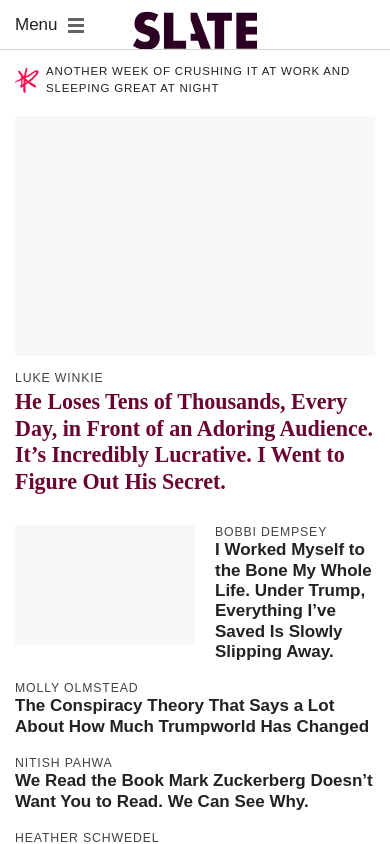 Menu
SLATE
ANOTHER WEEK OF CRUSHING IT AT WORK AND
SLEEPING GREAT AT NIGHT
LUKE WINKIE
He Loses Tens of Thousands, Every
Day, in Front of an Adoring Audience.
It’s Incredibly Lucrative. I Went to
Figure Out His Secret.
BOBBI DEMPSEY
I Worked Myself to
the Bone My Whole
Life. Under Trump,
Everything I’ve
Saved Is Slowly
Slipping Away.
MOLLY OLMSTEAD
The Conspiracy Theory That Says a Lot
About How Much Trumpworld Has Changed
NITISH PAHWA
We Read the Book Mark Zuckerberg Doesn’t
Want You to Read. We Can See Why.
HEATHER SCHWEDEL